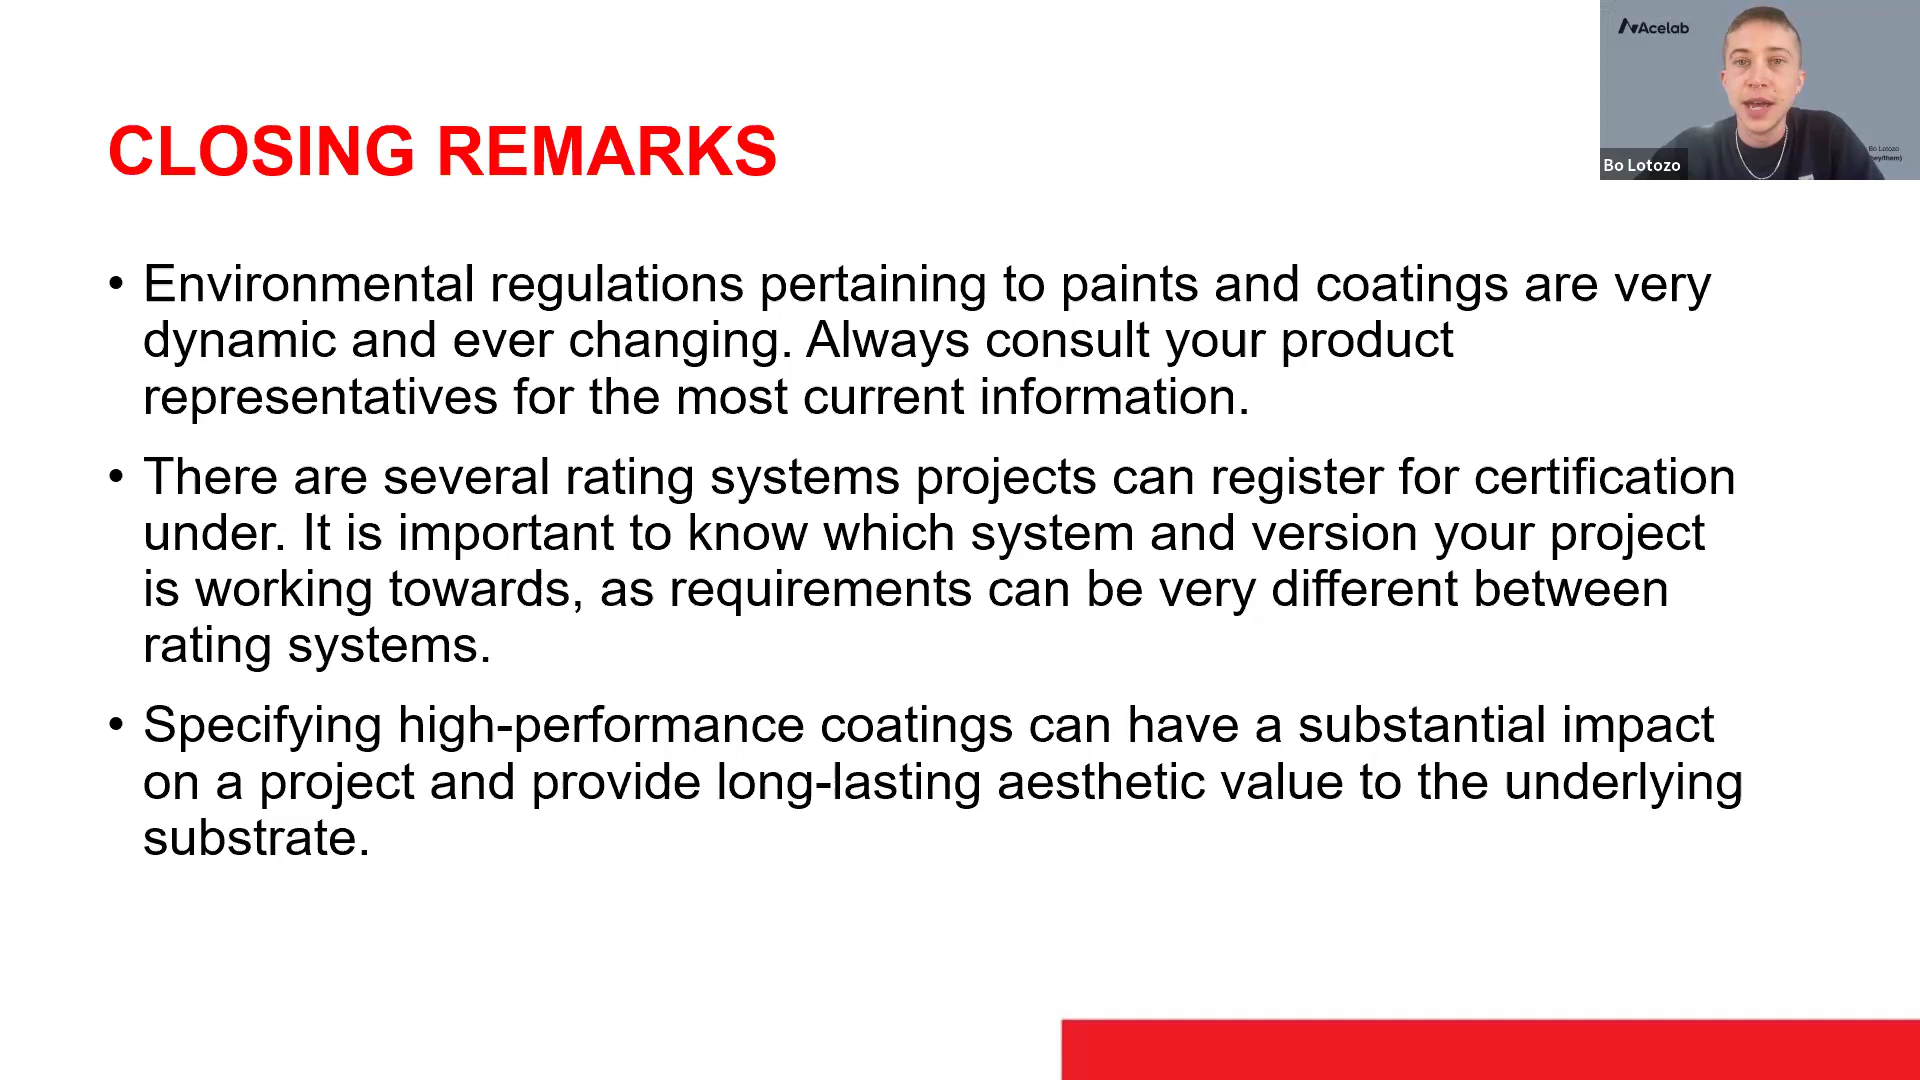 Acelab
Bo Lotozo
Bo Lotozo
hey/them)
CLOSING REMARKS
• Environmental regulations pertaining to paints and coatings are very
dynamic and ever changing. Always consult your product
representatives for the most current information.
• There are several rating systems projects can register for certification
under. It is important to know which system and version your project
is working towards, as requirements can be very different between
rating systems.
• Specifying high-performance coatings can have a substantial impact
on a project and provide long-lasting aesthetic value to the underlying
substrate.